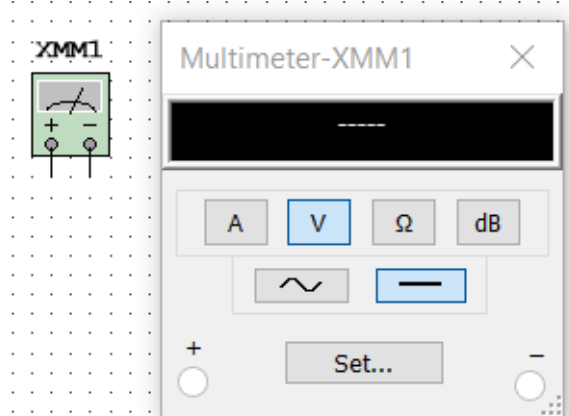 XMM1
Multimeter-XMM1
-----
A V Ω dB
+ −
Set...
+ −